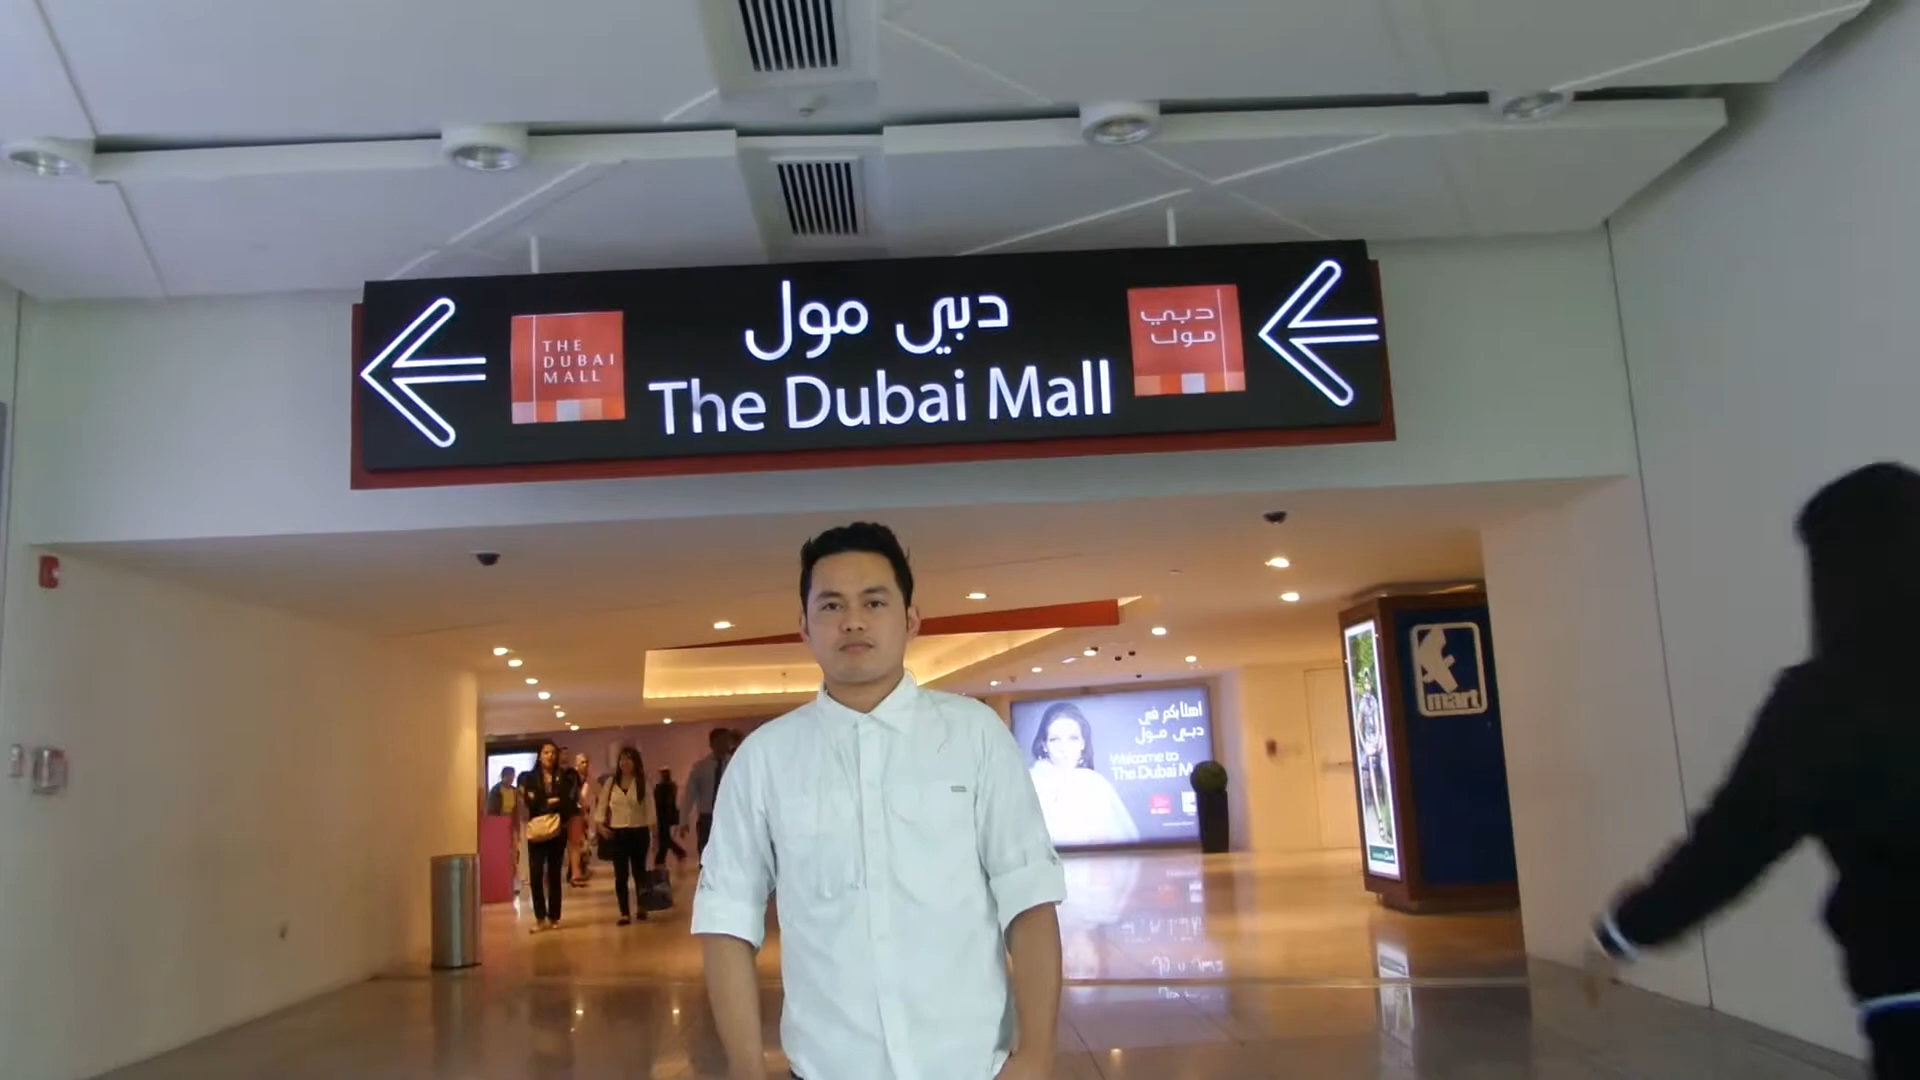 دبي مول
The Dubai Mall
THE
DUBAI
MALL
دبي
مول
اهلا بكم في
دبي مول
Welcome to
The Dubai M
mart